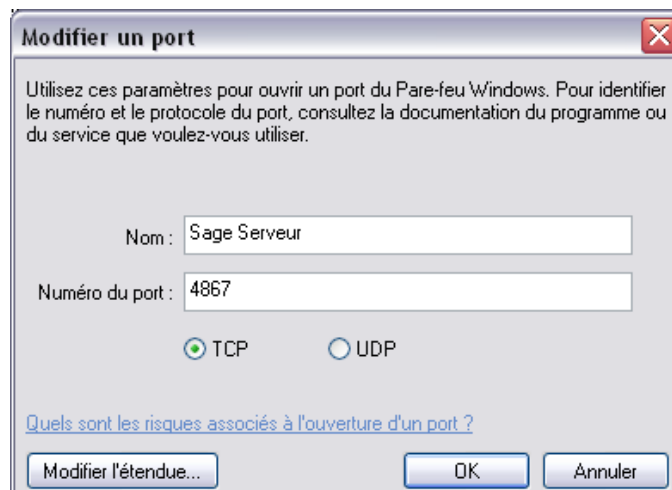 Modifier un port
Utilisez ces paramètres pour ouvrir un port du Pare-feu Windows. Pour identifier
le numéro et le protocole du port, consultez la documentation du programme ou
du service que voulez-vous utiliser.
Nom : Sage Serveur
Numéro du port : 4867
TCP UDP
Quels sont les risques associés à l'ouverture d'un port ?
Modifier l'étendue... OK Annuler